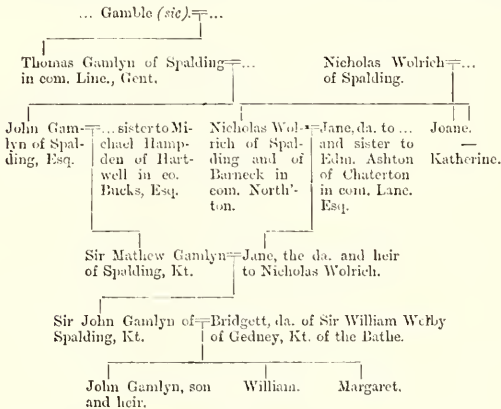 ... Gamble (sic). ...
Thomas Gamlyn of Spalding
in com. Linc., Gent.
...
Nicholas Wolrich
of Spalding.
...
John Gam-
lyn of Spal-
ding, Esq.
... sister to Mi-
chael Hamp-
den of Hart-
well in co.
Bucks, Esq.
Nicholas Wol-
rich of Spal-
ding and of
Barneck in
com. North'-
ton.
Jane, da. to ...
and sister to
Edm. Ashton
of Chaterton
in com. Lanc.
Esq.
Joane.
—
Katherine.
Sir Mathew Gamlyn
of Spalding, Kt.
Jane, the da. and heir
to Nicholas Wolrich.
Sir John Gamlyn of
Spalding, Kt.
Bridgett, da. of Sir William Welby
of Gedney, Kt. of the Bathe.
John Gamlyn, son
and heir.
William.
Margaret.